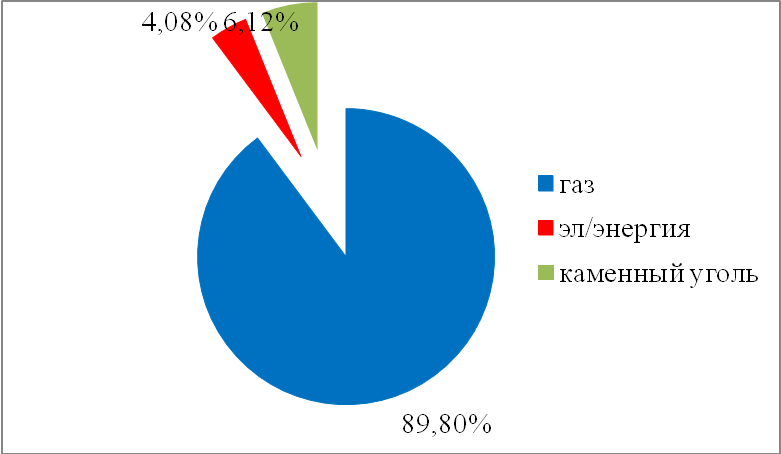 4,08% 6,12%
газ
эл/энергия
каменный уголь
89,80%